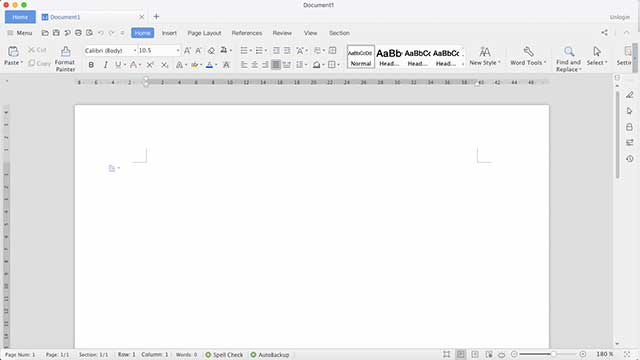 Document1
Home
Document1
Unlogin
Menu
Home
Insert
Page Layout
References
Review
View
Section
Paste
Cut
Copy
Format
Painter
Calibri (Body)
10.5
B I U
AaBbCcDd
Normal
AaBb
Head...
AaBbCc
Head...
AaBbCc
Head...
New Style
Word Tools
Find and
Replace
Select
Setti
8 6 4 2 2 4 6 8 10 12 14 16 18 20 22 24 26 28 30 32 34 36 38 40 42 44 46
Page Num: 1
Page: 1/1
Section: 1/1
Row: 1
Column: 1
Words: 0
Spell Check
AutoBackup
180 %